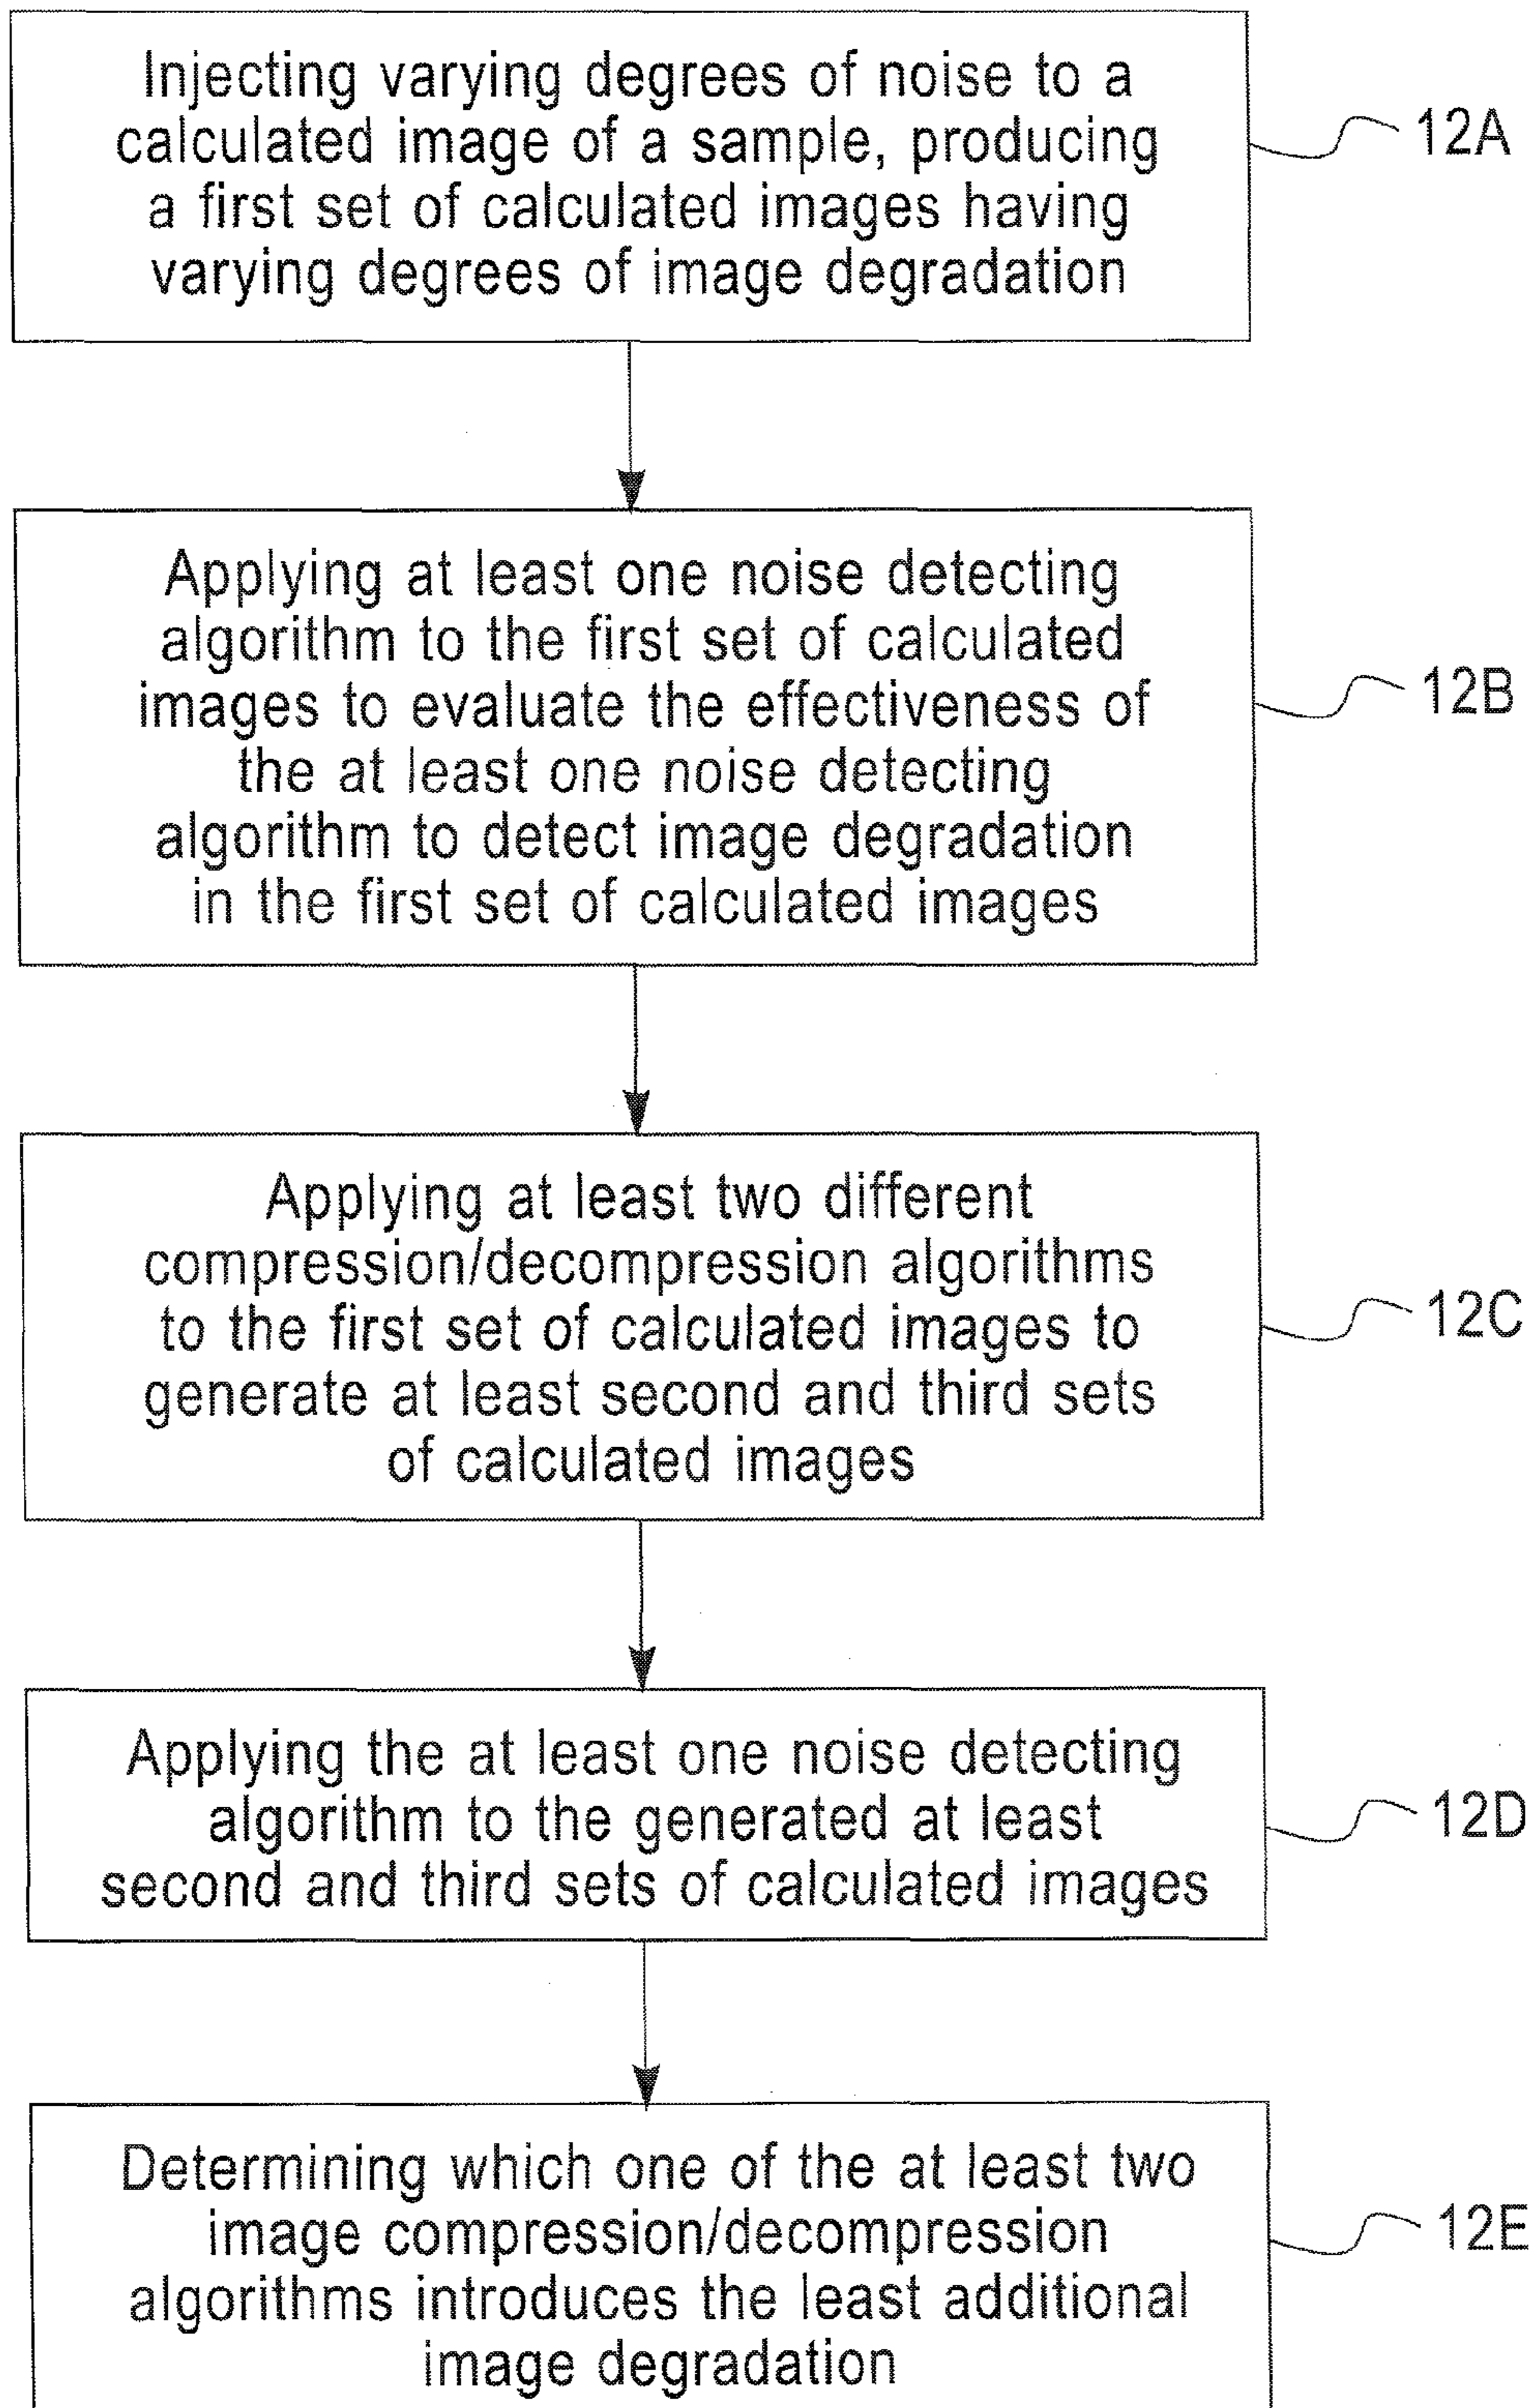 Injecting varying degrees of noise to a
calculated image of a sample, producing
a first set of calculated images having
varying degrees of image degradation
12A
Applying at least one noise detecting
algorithm to the first set of calculated
images to evaluate the effectiveness of
the at least one noise detecting
algorithm to detect image degradation
in the first set of calculated images
12B
Applying at least two different
compression/decompression algorithms
to the first set of calculated images to
generate at least second and third sets
of calculated images
12C
Applying the at least one noise detecting
algorithm to the generated at least
second and third sets of calculated images
12D
Determining which one of the at least two
image compression/decompression
algorithms introduces the least additional
image degradation
12E